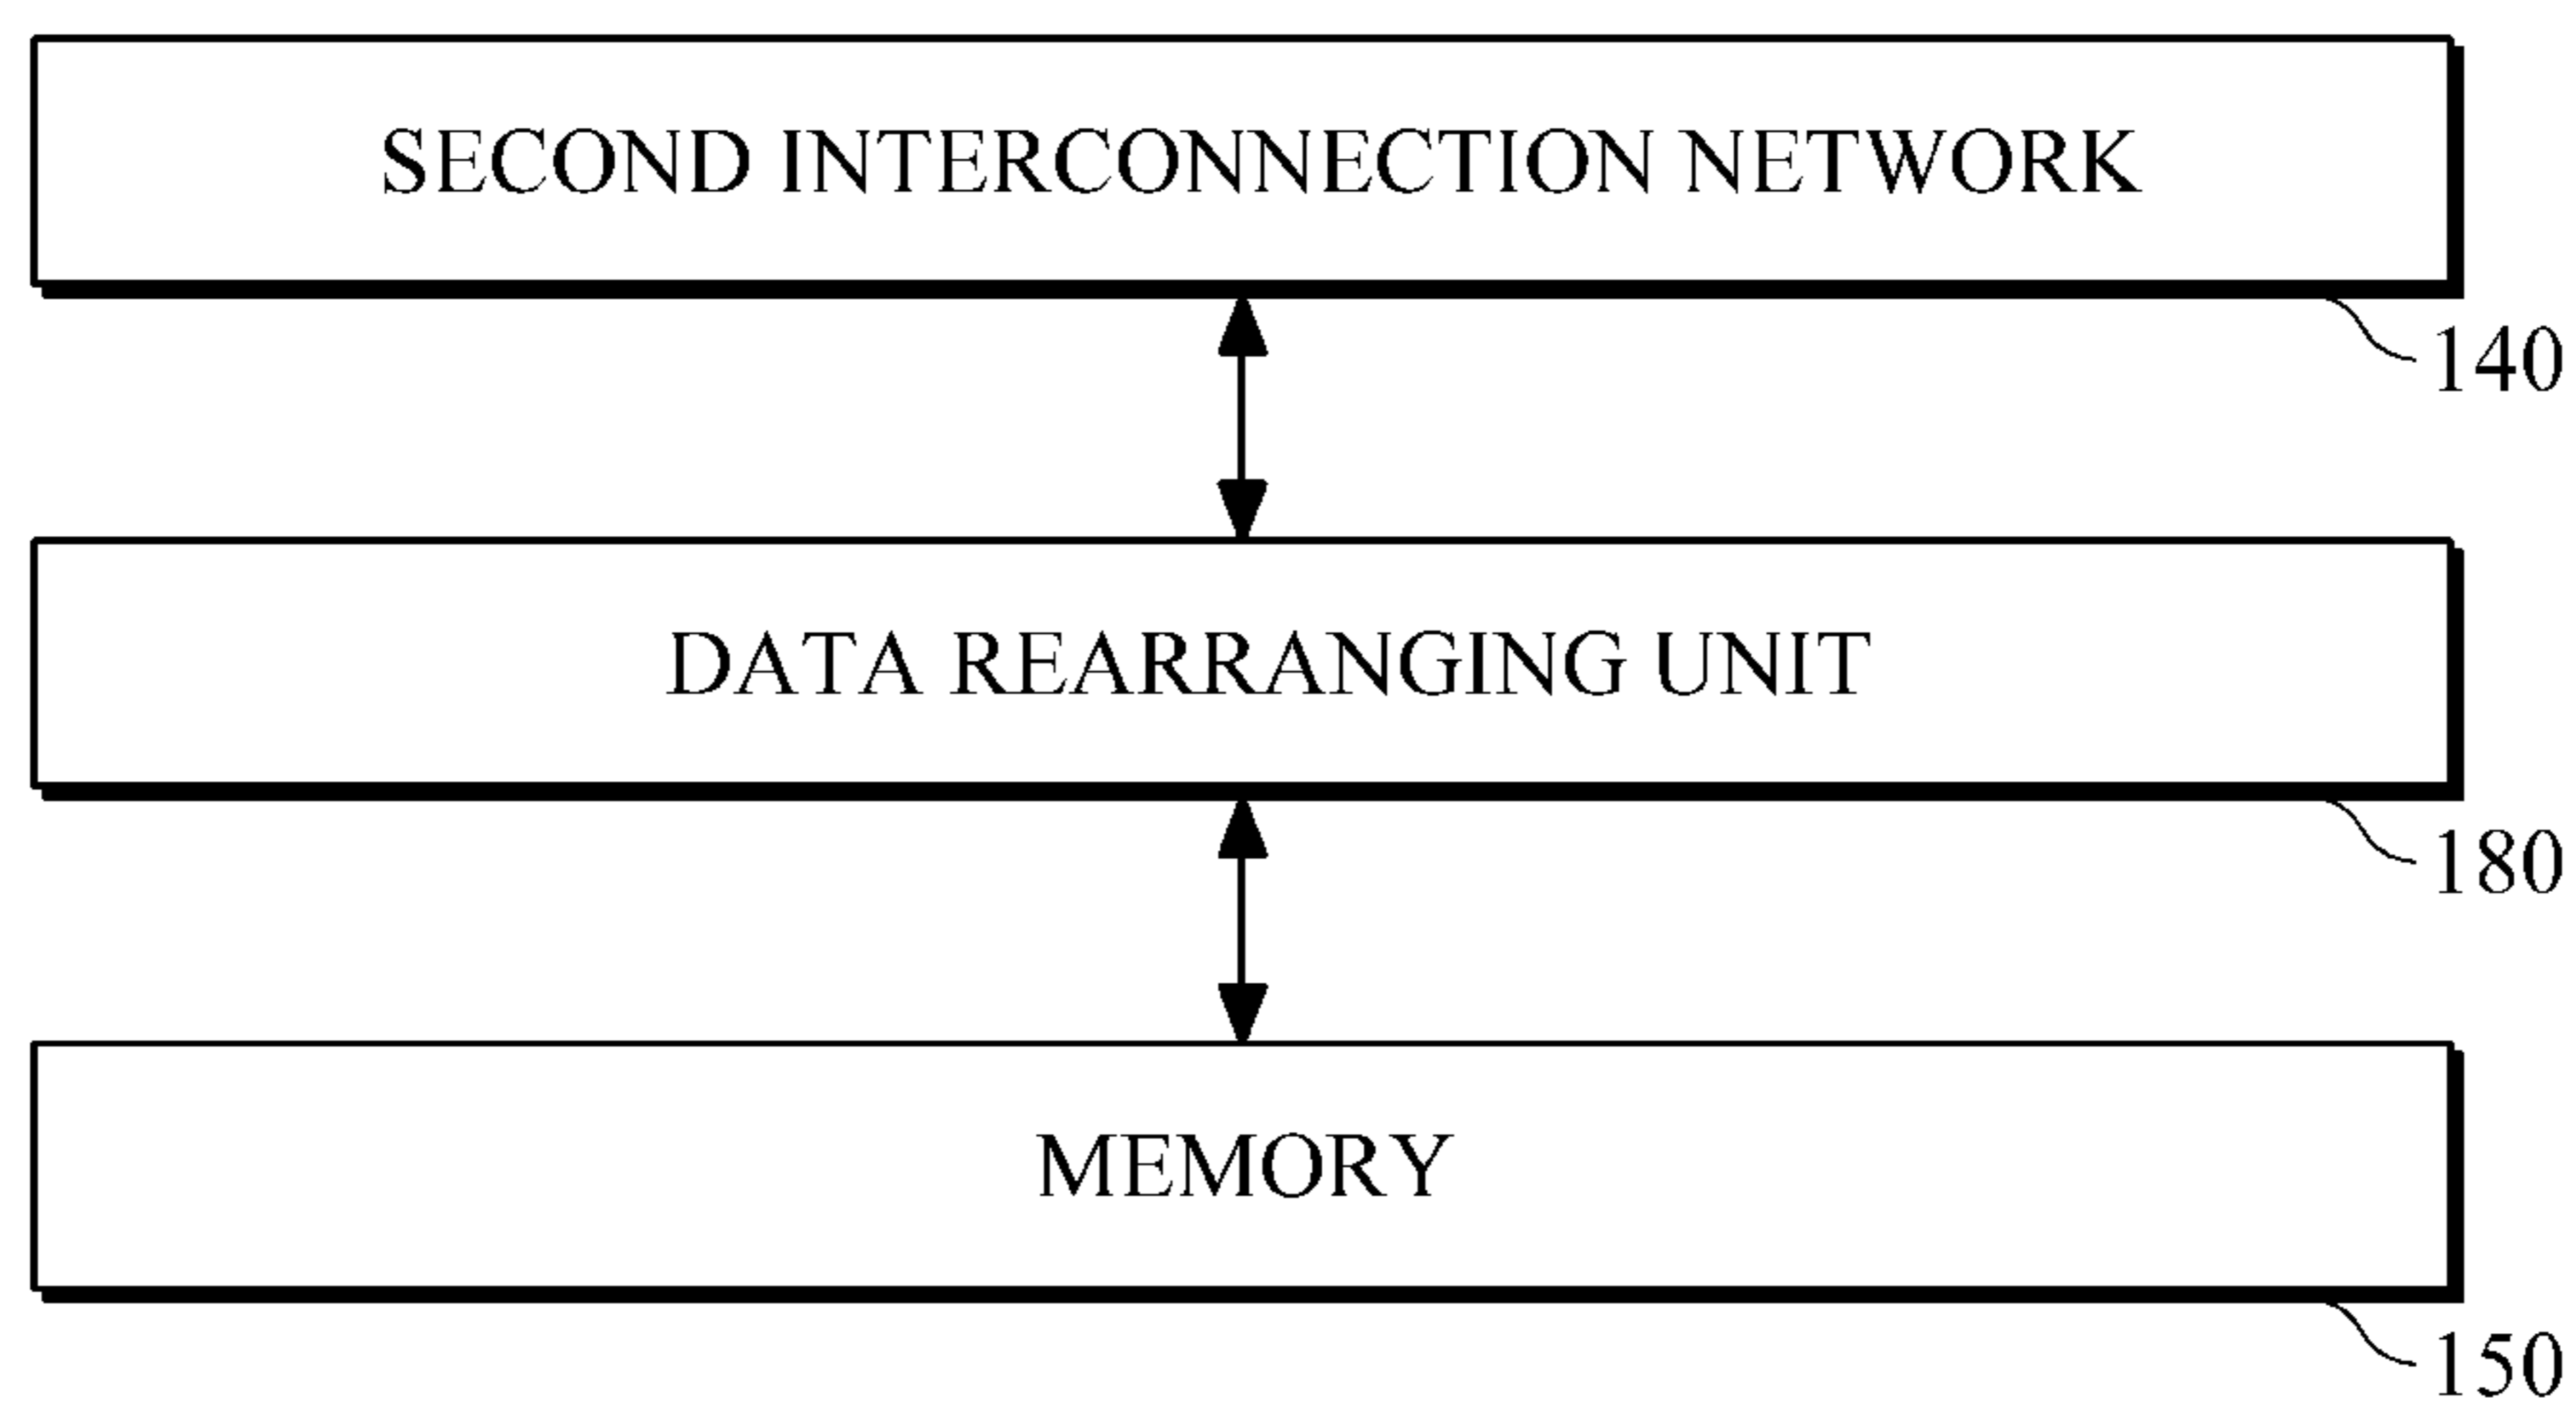 SECOND INTERCONNECTION NETWORK
140
DATA REARRANGING UNIT
180
MEMORY
150